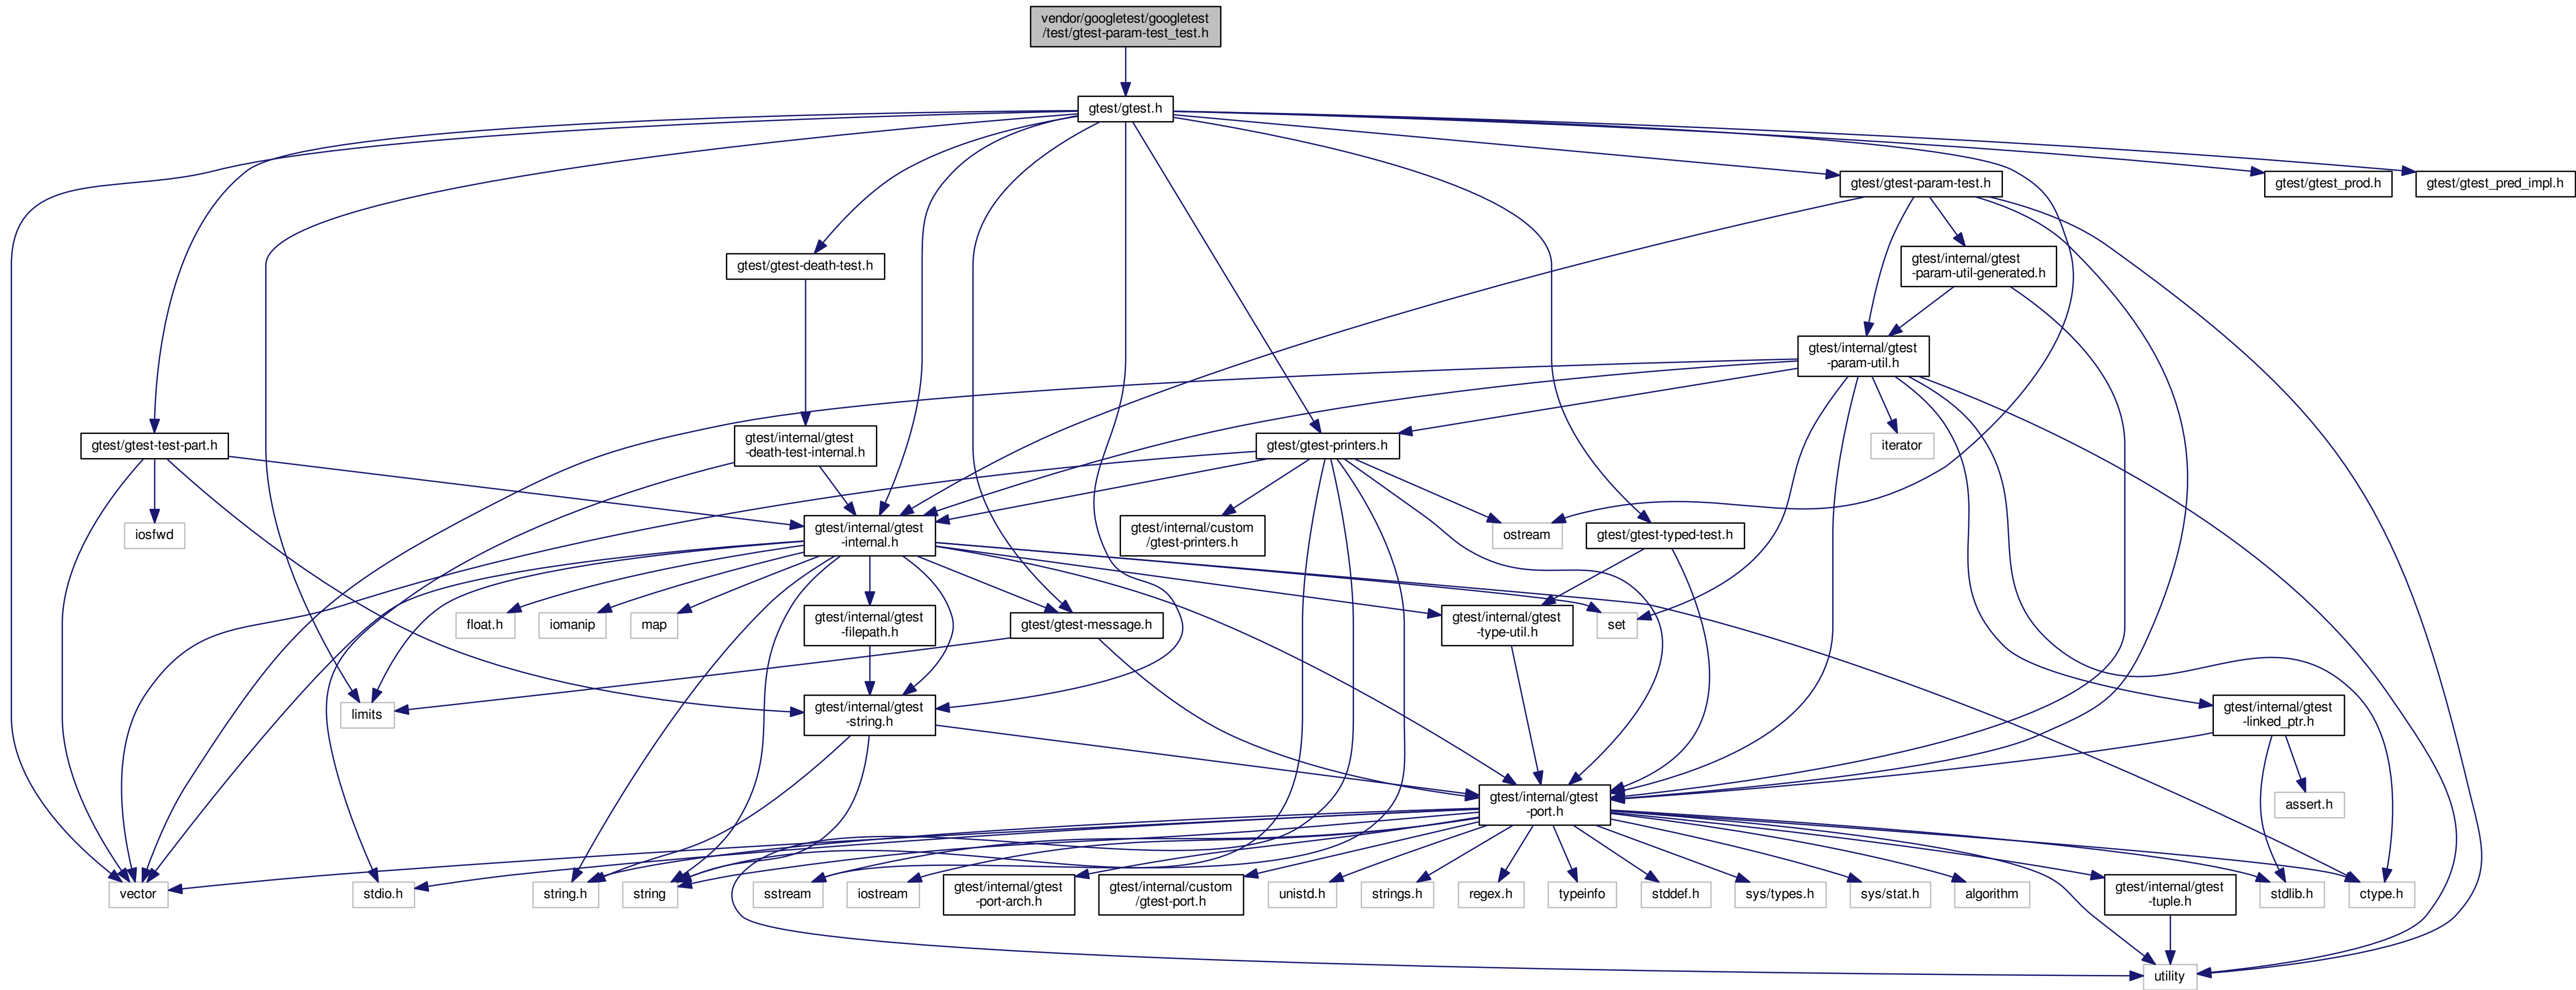 vendor/googletest/googletest
/test/gtest-param-test_test.h
gtest/gtest.h
gtest/gtest-param-test.h
gtest/gtest_prod.h
gtest/gtest_pred_impl.h
gtest/gtest-death-test.h
gtest/internal/gtest
-param-util-generated.h
gtest/internal/gtest
-param-util.h
gtest/gtest-test-part.h
gtest/internal/gtest
-death-test-internal.h
gtest/gtest-printers.h
iterator
iosfwd
gtest/internal/gtest
-internal.h
gtest/internal/custom
/gtest-printers.h
ostream
gtest/gtest-typed-test.h
float.h
iomanip
map
gtest/internal/gtest
-filepath.h
gtest/gtest-message.h
gtest/internal/gtest
-type-util.h
set
limits
gtest/internal/gtest
-string.h
gtest/internal/gtest
-linked_ptr.h
gtest/internal/gtest
-port.h
assert.h
vector
stdio.h
string.h
string
sstream
iostream
gtest/internal/gtest
-port-arch.h
gtest/internal/custom
/gtest-port.h
unistd.h
strings.h
regex.h
typeinfo
stddef.h
sys/types.h
sys/stat.h
algorithm
gtest/internal/gtest
-tuple.h
stdlib.h
ctype.h
utility